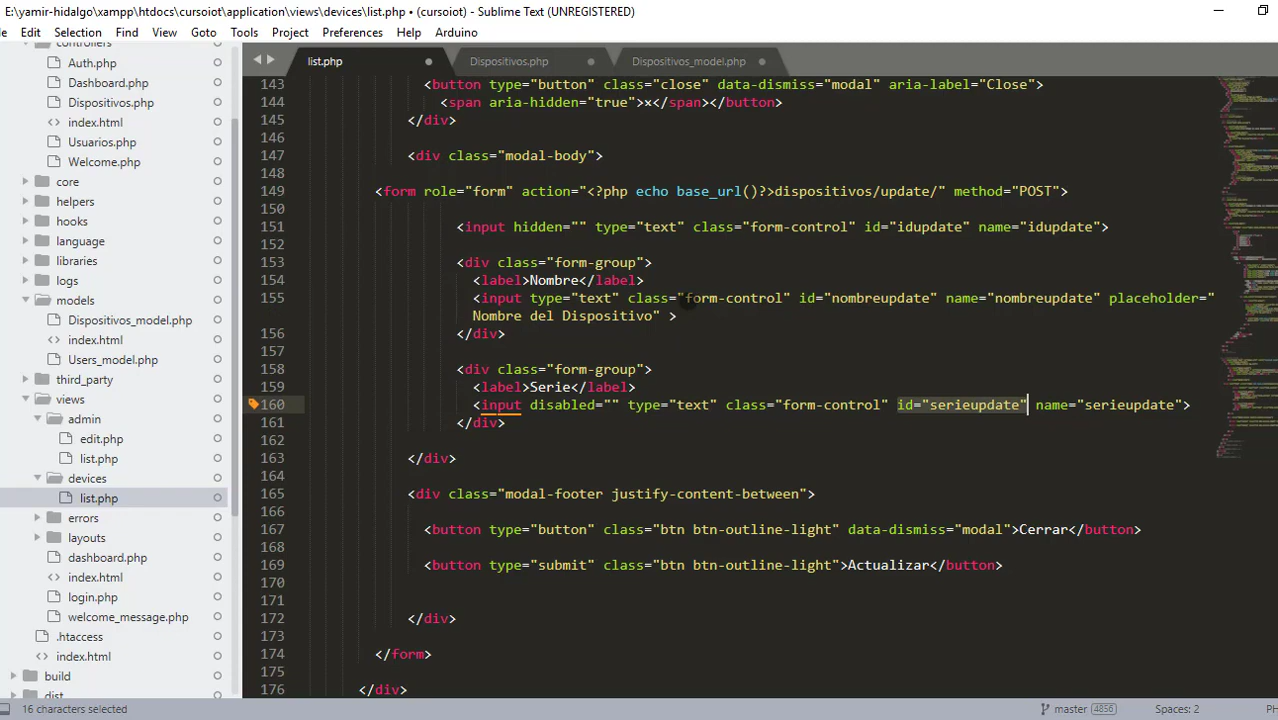 E:\yamir-hidalgo\xampp\htdocs\cursoiot\application\views\devices\list.php • (cursoiot) - Sublime Text (UNREGISTERED)
Edit Selection Find View Goto Tools Project Preferences Help Arduino
list.php Dispositivos.php Dispositivos_model.php
controllers
Auth.php
Dashboard.php
Dispositivos.php
index.html
Usuarios.php
Welcome.php
core
helpers
hooks
language
libraries
logs
models
Dispositivos_model.php
index.html
Users_model.php
third_party
views
admin
edit.php
list.php
devices
list.php
errors
layouts
dashboard.php
index.html
login.php
welcome_message.php
.htaccess
index.html
build
dist
143 <button type="button" class="close" data-dismiss="modal" aria-label="Close">
144 <span aria-hidden="true">×</span></button>
145 </div>
146
147 <div class="modal-body">
148
149 <form role="form" action="<?php echo base_url()?>dispositivos/update/" method="POST">
150
151 <input hidden="" type="text" class="form-control" id="idupdate" name="idupdate">
152
153 <div class="form-group">
154 <label>Nombre</label>
155 <input type="text" class="form-control" id="nombreupdate" name="nombreupdate" placeholder="
Nombre del Dispositivo" >
156 </div>
157
158 <div class="form-group">
159 <label>Serie</label>
160 <input disabled="" type="text" class="form-control" id="serieupdate" name="serieupdate">
161 </div>
162
163 </div>
164
165 <div class="modal-footer justify-content-between">
166
167 <button type="button" class="btn btn-outline-light" data-dismiss="modal">Cerrar</button>
168
169 <button type="submit" class="btn btn-outline-light">Actualizar</button>
170
171
172 </div>
173
174 </form>
175
176 </div>
16 characters selected master 4856 Spaces: 2 PH